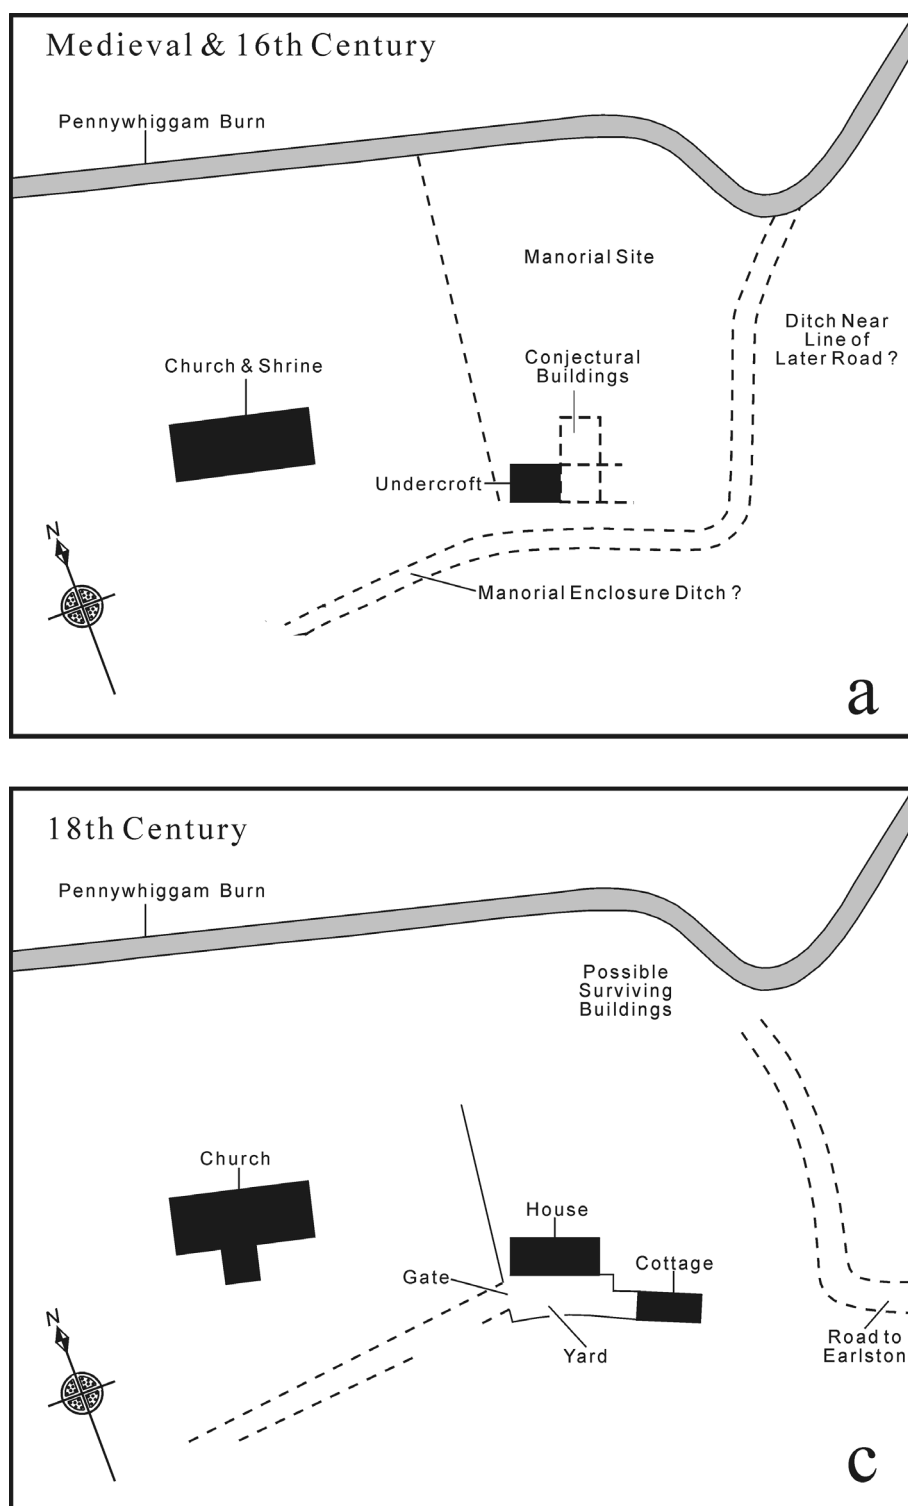 Medieval & 16th Century
Pennywhiggam Burn
Manorial Site
Ditch Near
Line of
Later Road ?
Church & Shrine
Conjectural
Buildings
Undercroft
N
Manorial Enclosure Ditch ?
a
18th Century
Pennywhiggam Burn
Possible
Surviving
Buildings
Church
House
Gate
Cottage
N
Yard
Road to
Earlston
c